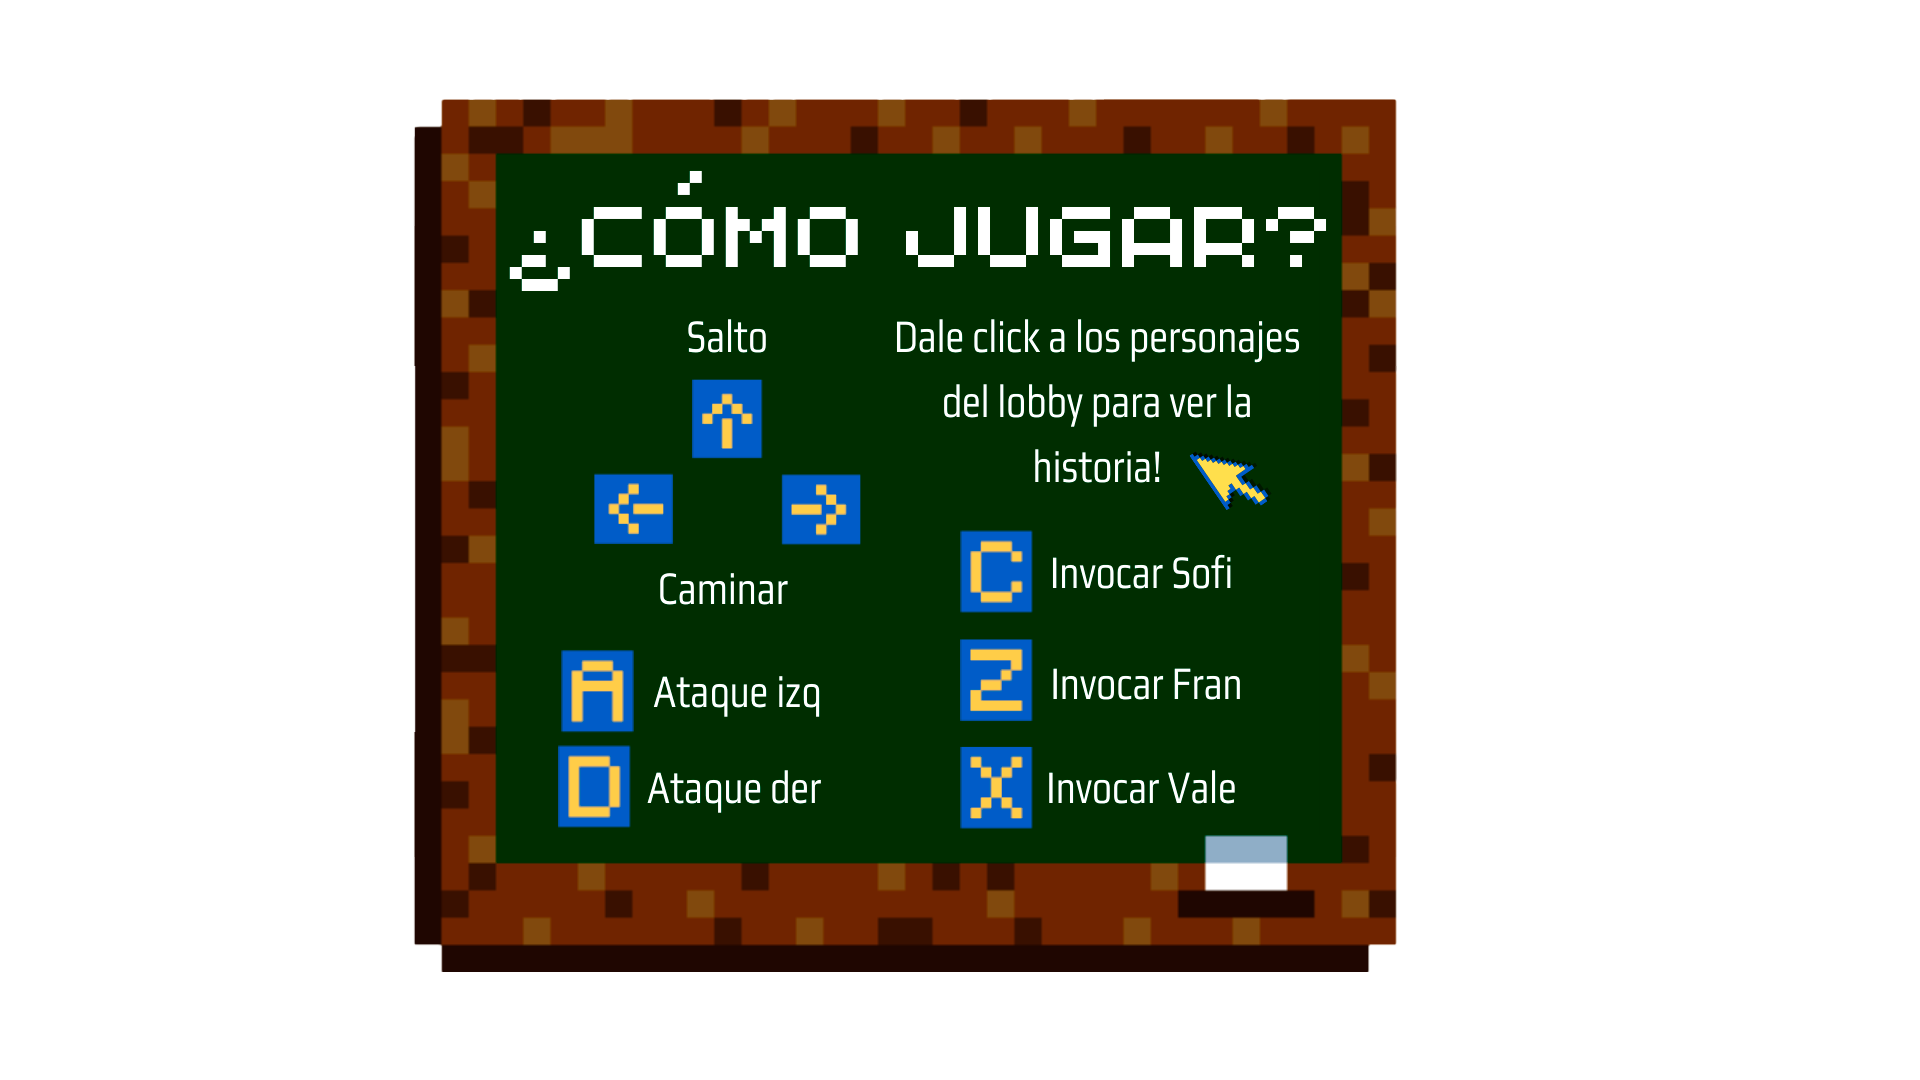 ¿CÓMO JUGAR?
Salto
↑
← →
Caminar
A Ataque izq
D Ataque der
Dale click a los personajes
del lobby para ver la
historia!
C Invocar Sofi
Z Invocar Fran
X Invocar Vale